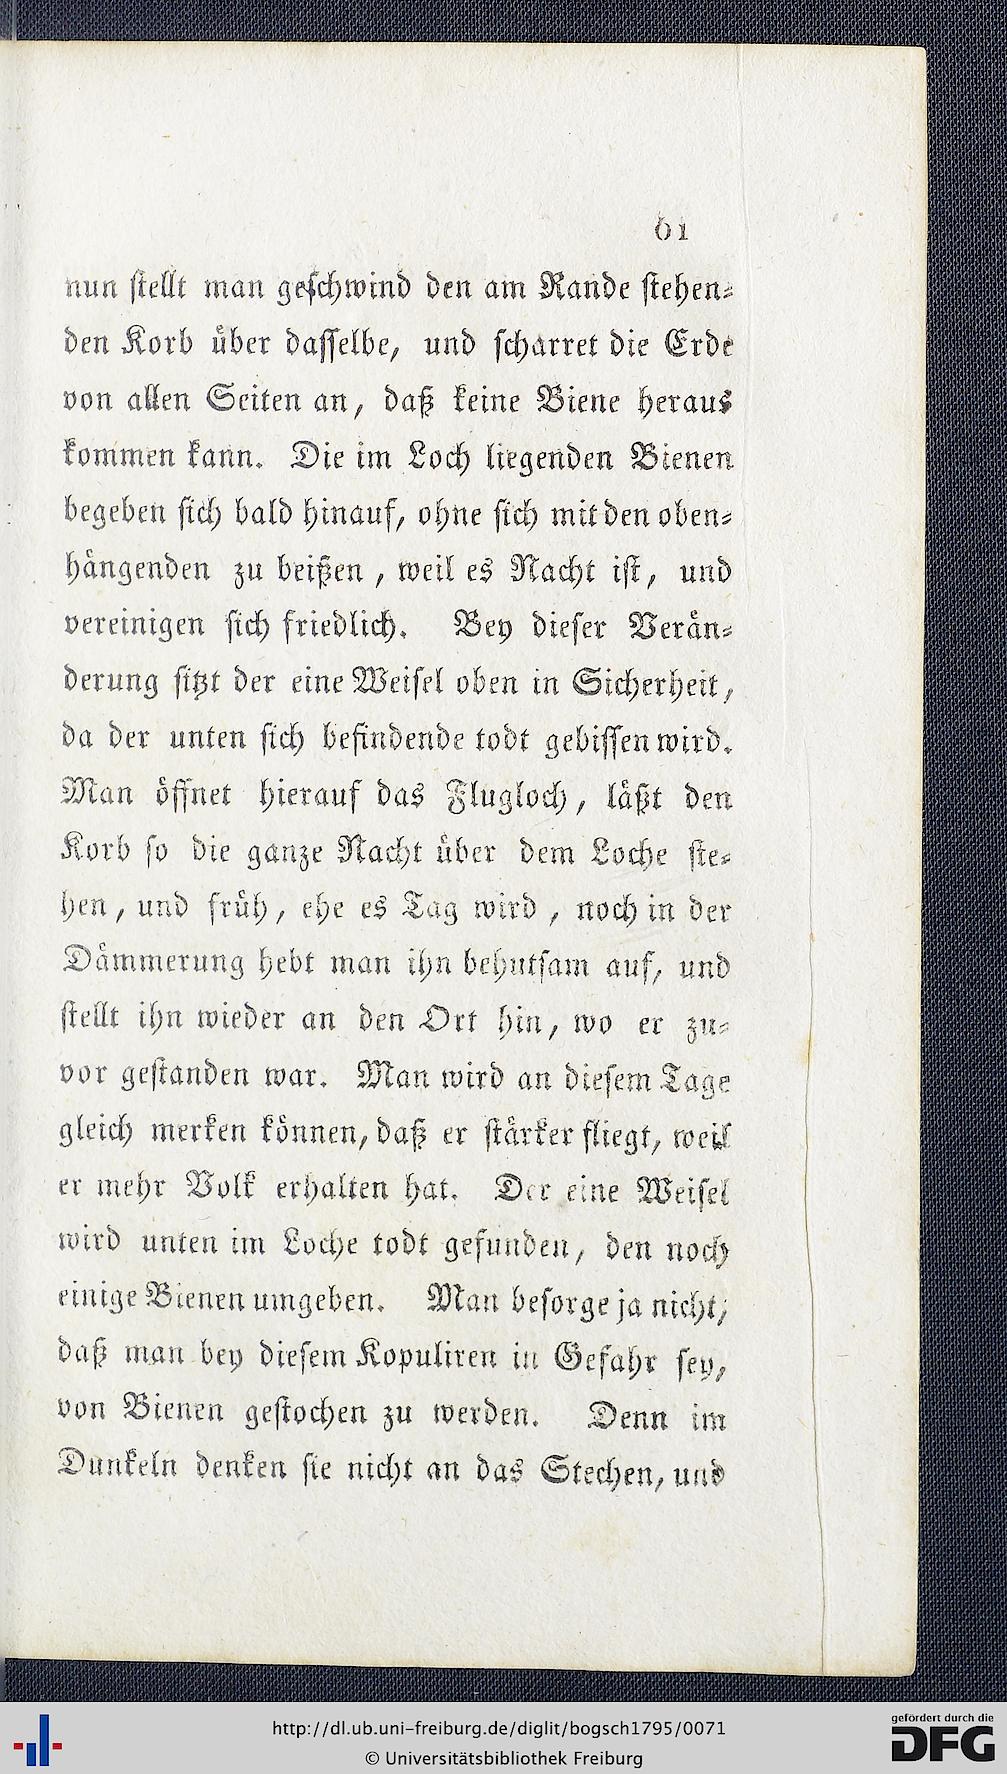 61
nun stellt man geschwind den am Rande stehen-
den Korb über dasselbe, und scharret die Erde
von allen Seiten an, daß keine Biene heraus
kommen kann. Die im Loch liegenden Bienen
begeben sich bald hinauf, ohne sich mit den oben-
hängenden zu beißen, weil es Nacht ist, und
vereinigen sich friedlich. Bey dieser Verän-
derung sitzt der eine Weisel oben in Sicherheit,
da der unten sich befindende todt gebissen wird.
Man öffnet hierauf das Flugloch, läßt den
Korb so die ganze Nacht über dem Loche ste-
hen, und früh, ehe es Tag wird, noch in der
Dämmerung hebt man ihn behutsam auf, und
stellt ihn wieder an den Ort hin, wo er zu-
vor gestanden war. Man wird an diesem Tage
gleich merken können, daß er stärker fliegt, weil
er mehr Volk erhalten hat. Der eine Weisel
wird unten im Loche todt gefunden, den noch
einige Bienen umgeben. Man besorge ja nicht,
daß man bey diesem Kopuliren in Gefahr sey,
von Bienen gestochen zu werden. Denn im
Dunkeln denken sie nicht an das Stechen, und
http://dl.ub.uni-freiburg.de/diglit/bogsch1795/0071
© Universitätsbibliothek Freiburg
gefördert durch die
DFG